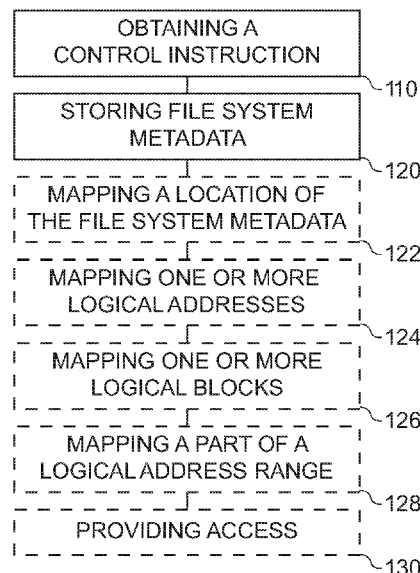 OBTAINING A
CONTROL INSTRUCTION
110
STORING FILE SYSTEM
METADATA
120
MAPPING A LOCATION OF
THE FILE SYSTEM METADATA
122
MAPPING ONE OR MORE
LOGICAL ADDRESSES
124
MAPPING ONE OR MORE
LOGICAL BLOCKS
126
MAPPING A PART OF A
LOGICAL ADDRESS RANGE
128
PROVIDING ACCESS
130